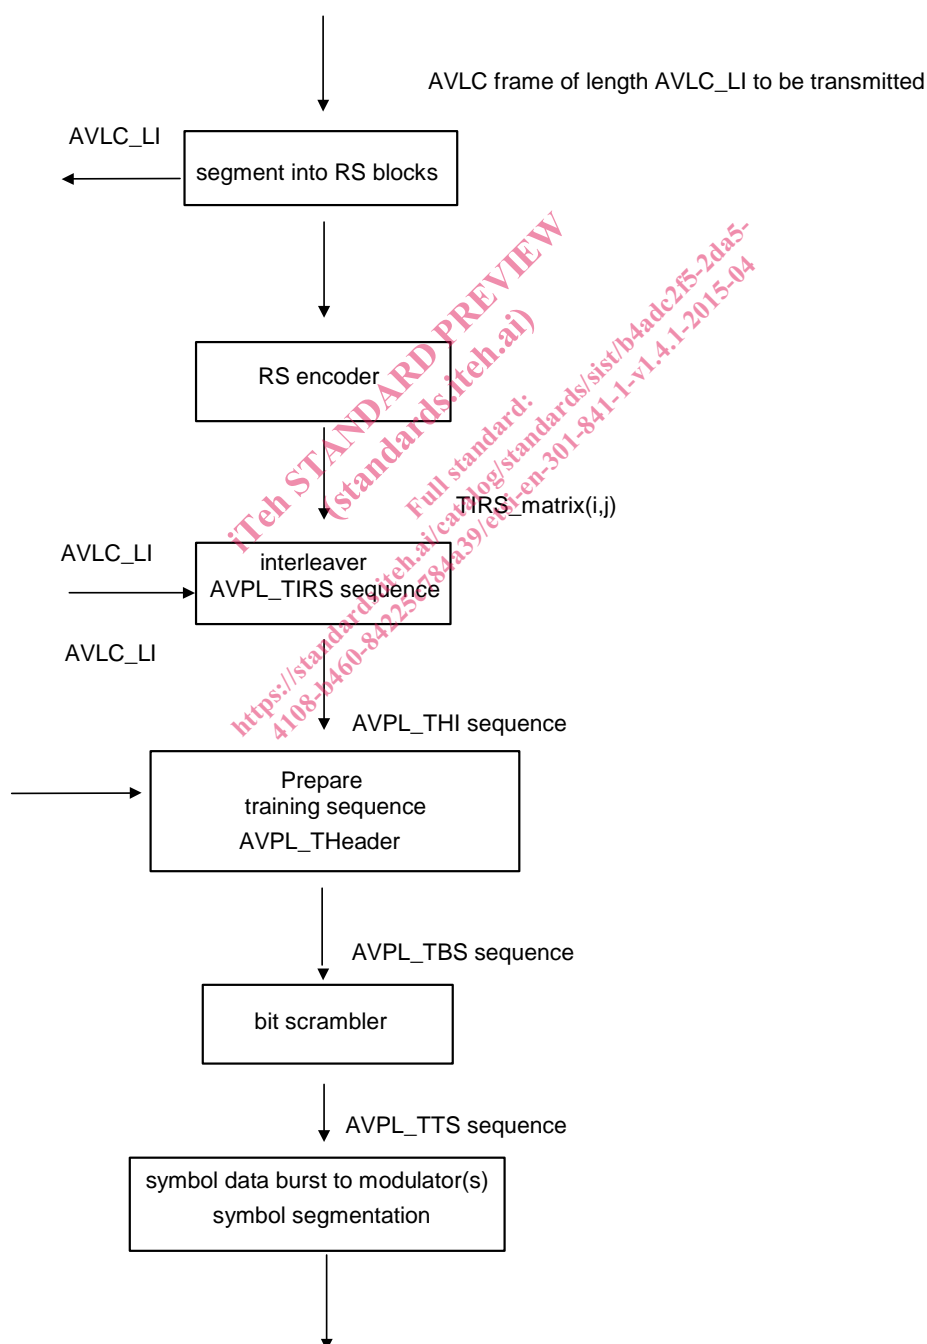 AVLC frame of length AVLC_LI to be transmitted
AVLC_LI
segment into RS blocks
RS encoder
TIRS_matrix(i,j)
AVLC_LI
interleaver
AVPL_TIRS sequence
AVLC_LI
AVPL_THI sequence
Prepare
training sequence
AVPL_THeader
AVPL_TBS sequence
bit scrambler
AVPL_TTS sequence
symbol data burst to modulator(s)
symbol segmentation
iTeh STANDARD PREVIEW
(standards.iteh.ai)
Full standard:
https://standards.iteh.ai/catalog/standards/sist/b4adc2f5-2da5-
4108-b460-84225c784a39/etsi-en-301-841-1-v1.4.1-2015-04